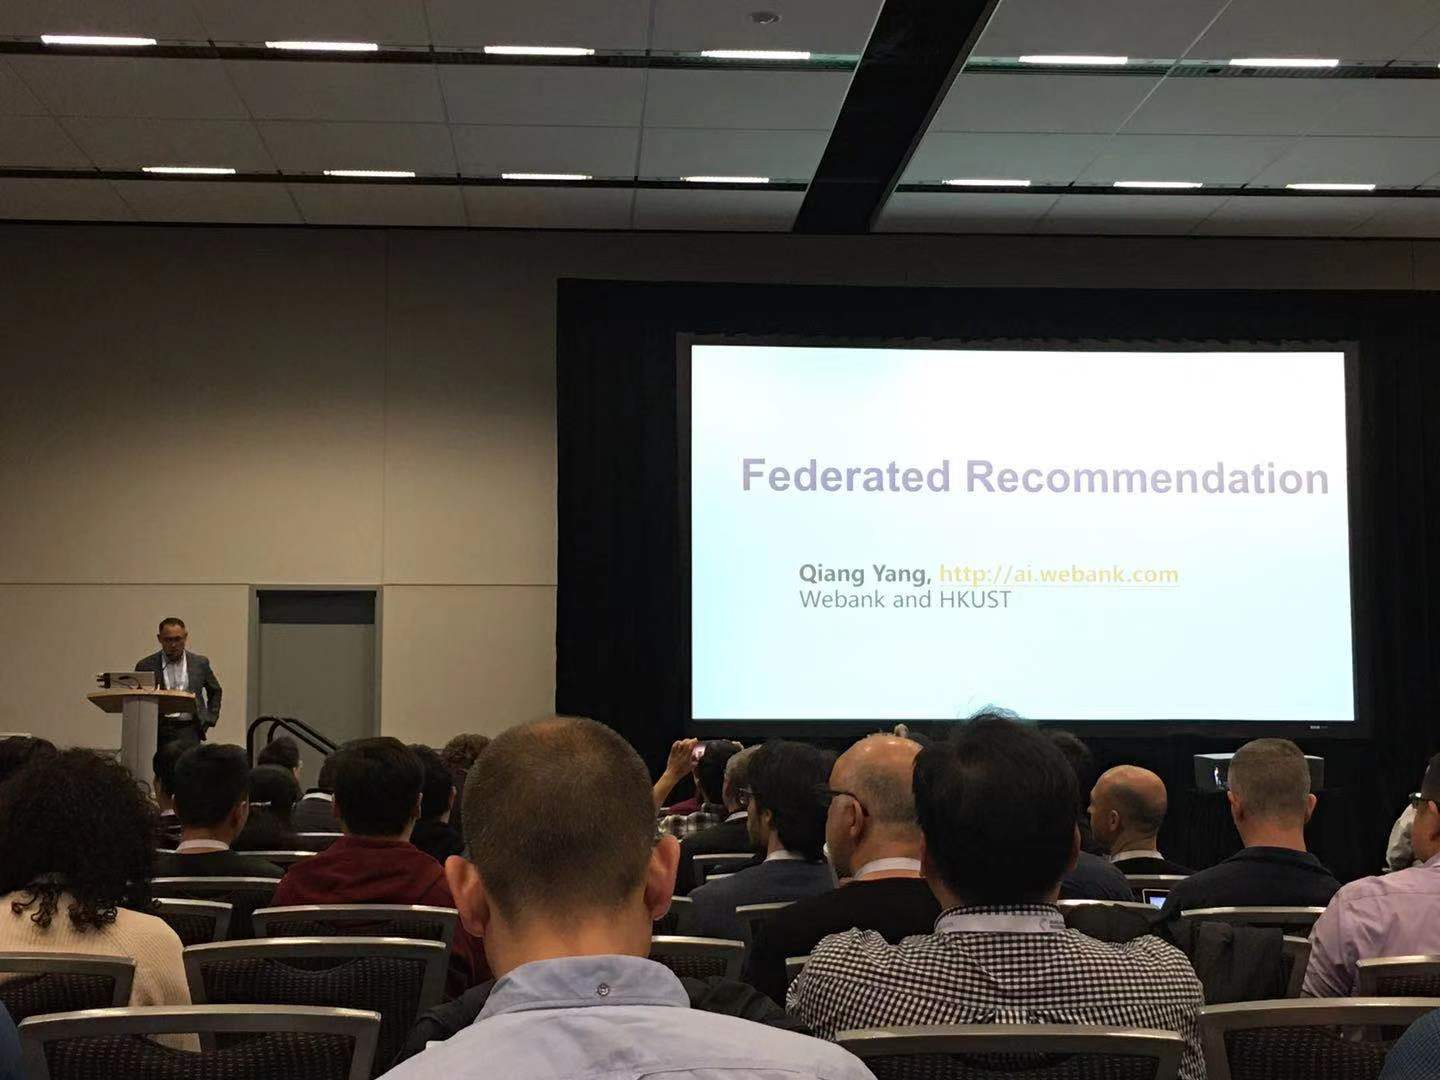 Federated Recommendation
Qiang Yang, http://ai.webank.com
Webank and HKUST